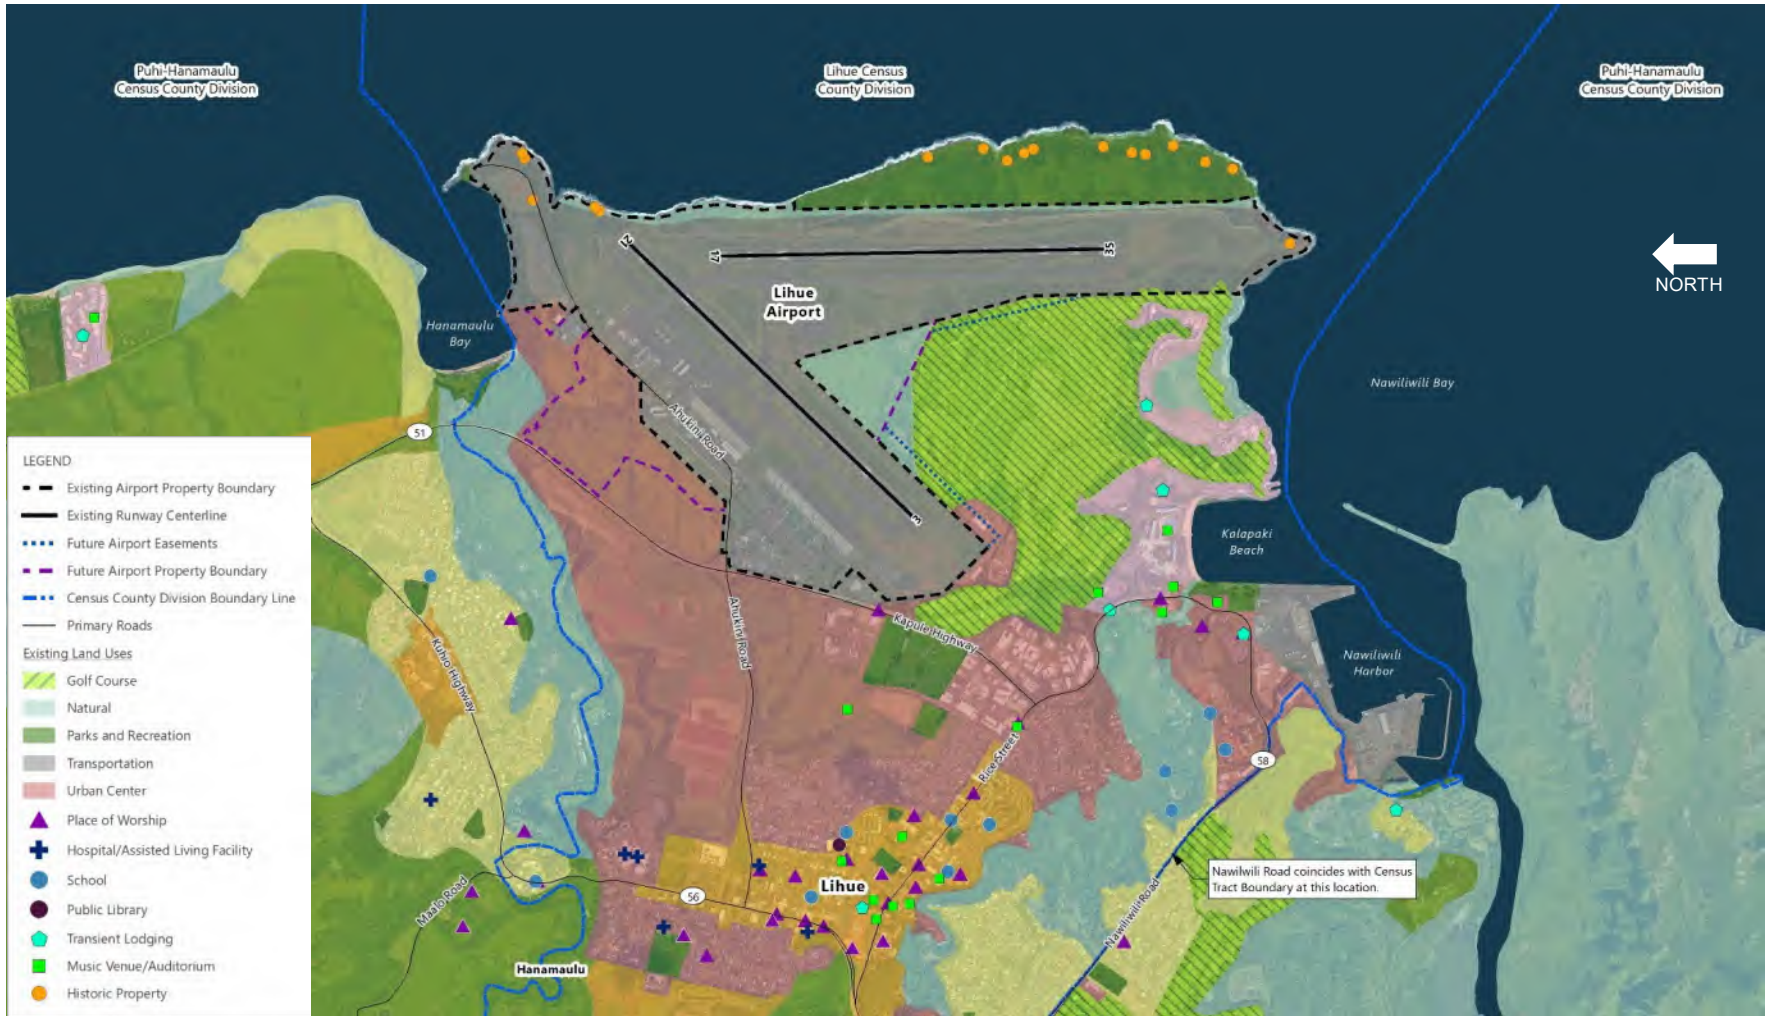 Puhi-Hanamaulu
Census County Division
Lihue Census
County Division
Puhi-Hanamaulu
Census County Division
NORTH
21
17
35
Lihue
Airport
Hanamaulu
Bay
Nawiliwili Bay
51
Ahukini Road
LEGEND
Existing Airport Property Boundary
Existing Runway Centerline
Future Airport Easements
Future Airport Property Boundary
Census County Division Boundary Line
Primary Roads
Existing Land Uses
Golf Course
Natural
Parks and Recreation
Transportation
Urban Center
Place of Worship
Hospital/Assisted Living Facility
School
Public Library
Transient Lodging
Music Venue/Auditorium
Historic Property
3
Kalapaki
Beach
Ahukini Road
Kapule Highway
Kuhio Highway
Nawiliwili
Harbor
Rice Street
58
Nawilwili Road coincides with Census
Tract Boundary at this location.
Lihue
56
Maalo Road
Nawiliwili Road
Hanamaulu